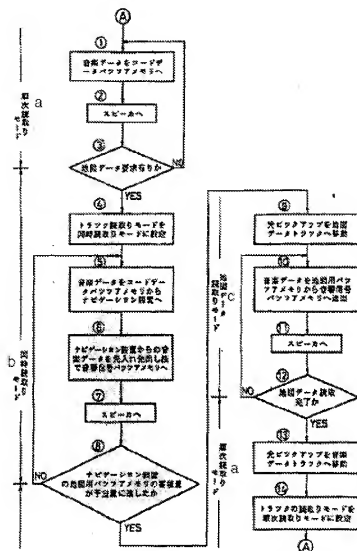 A
①
音楽データをコードデ
ータバッファメモリへ
②
スピーカへ
③
地図データ要求有りか
NO
YES
a
順次読取り
モード
④
トラック読取りモードを
同時読取りモードに設定
⑤
音楽データをコードデー
タバッファメモリから
ナビゲーション装置へ
⑥
ナビゲーション装置からの音
楽データを先入れ先出し法
で音響信号バッファメモリへ
⑦
スピーカへ
⑧
ナビゲーション装置
の地図用バッファメモリの蓄積量
が予定量に達したか
NO
YES
b
同時読取り
モード
⑨
光ピックアップを地図
データトラックへ移動
⑩
音楽データを地図用バッ
ファメモリから音響信号
バッファメモリへ送出
⑪
スピーカへ
⑫
地図データ読取
完了か
NO
YES
c
地図データ
読取りモード
⑬
光ピックアップを音楽
データトラックへ移動
⑭
トラックの読取りモードを
順次読取りモードに設定
a
順次読取り
モード
A